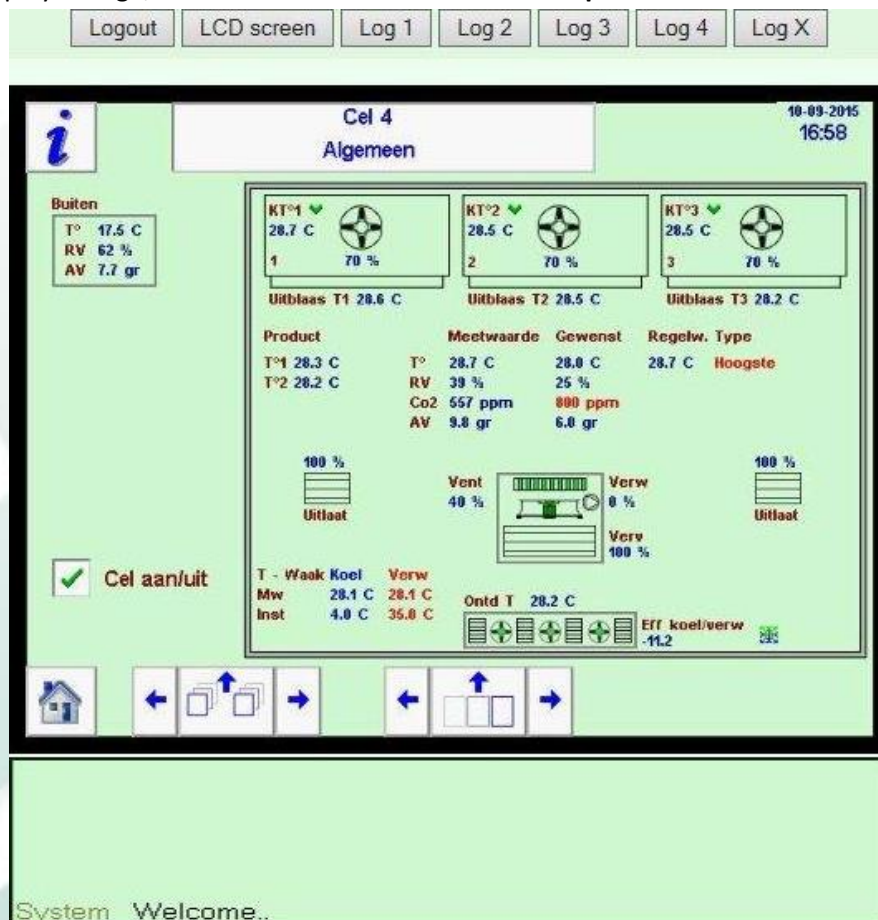 Logout LCD screen Log 1 Log 2 Log 3 Log 4 Log X
Cel 4
Algemeen
10-09-2015
16:58
Buiten
T° 17.5 C
RV 62 %
AV 7.7 gr
KT°1 28.7 C
1 70 %
KT°2 28.5 C
2 70 %
KT°3 28.5 C
3 70 %
Uitblaas T1 28.6 C Uitblaas T2 28.5 C Uitblaas T3 28.2 C
Product Meetwaarde Gewenst Regelw. Type
T°1 28.3 C T° 28.7 C 28.0 C 28.7 C Hoogste
T°2 28.2 C RV 39 % 25 %
Co2 557 ppm 800 ppm
AV 9.8 gr 6.0 gr
100 %
Uitlaat
Vent
40 %
Verw
0 %
Verv
100 %
100 %
Uitlaat
Cel aan/uit
T - Waak Koel Verw
Mw 28.1 C 28.1 C
Inst 4.0 C 35.0 C
Ontd T 28.2 C
Eff koel/verw
-11.2
System Welcome..